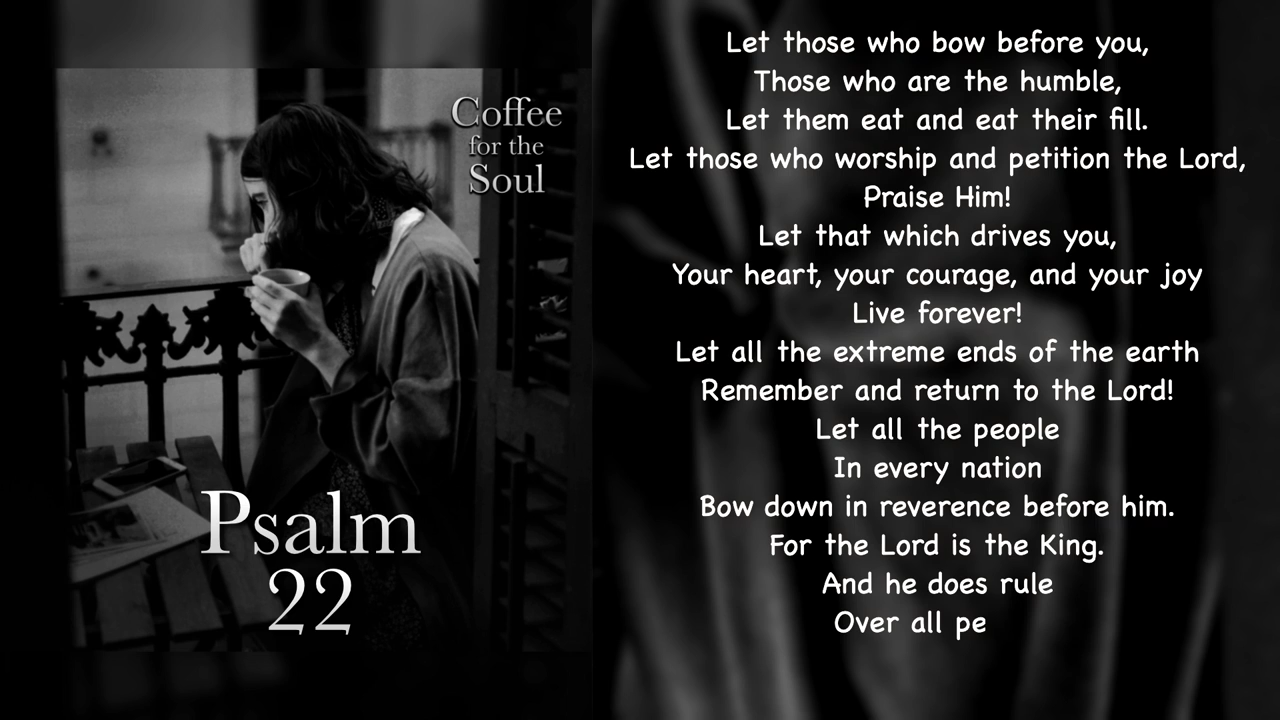 Coffee
for the
Soul
Psalm
22
Let those who bow before you,
Those who are the humble,
Let them eat and eat their fill.
Let those who worship and petition the Lord,
Praise Him!
Let that which drives you,
Your heart, your courage, and your joy
Live forever!
Let all the extreme ends of the earth
Remember and return to the Lord!
Let all the people
In every nation
Bow down in reverence before him.
For the Lord is the King.
And he does rule
Over all pe